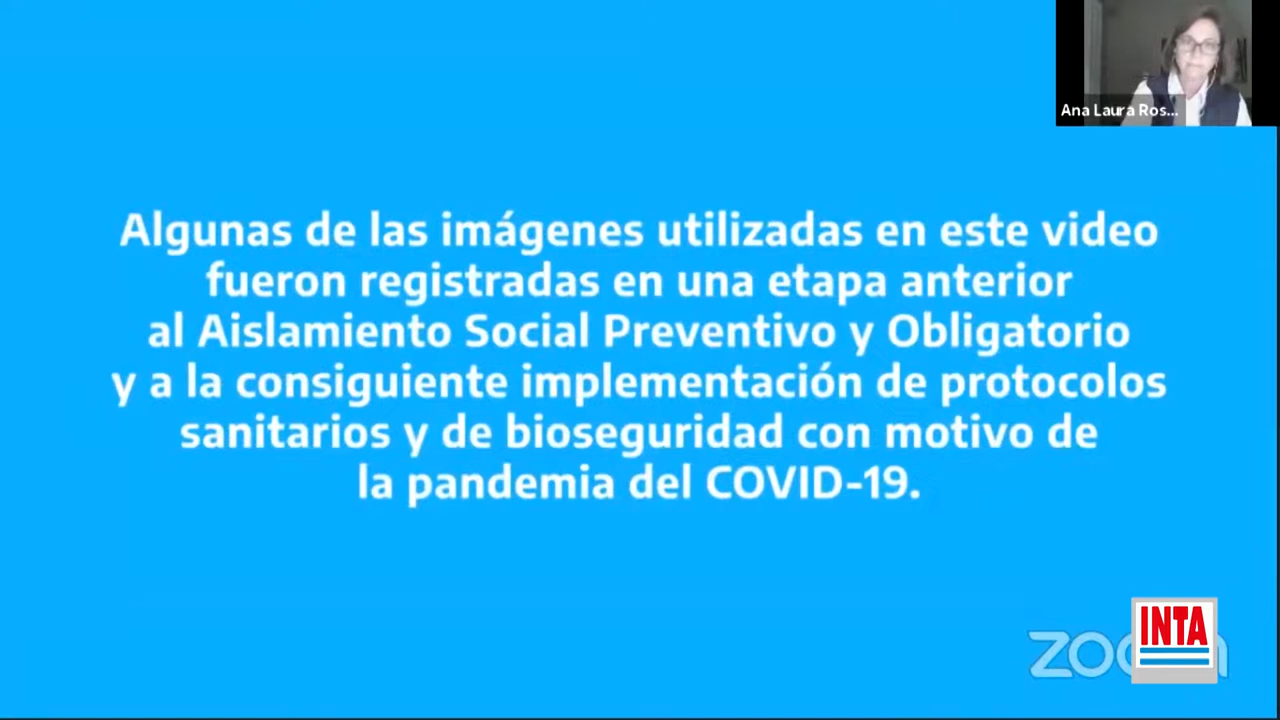 Ana Laura Ros...
Algunas de las imágenes utilizadas en este video
fueron registradas en una etapa anterior
al Aislamiento Social Preventivo y Obligatorio
y a la consiguiente implementación de protocolos
sanitarios y de bioseguridad con motivo de
la pandemia del COVID-19.
INTA
zoom